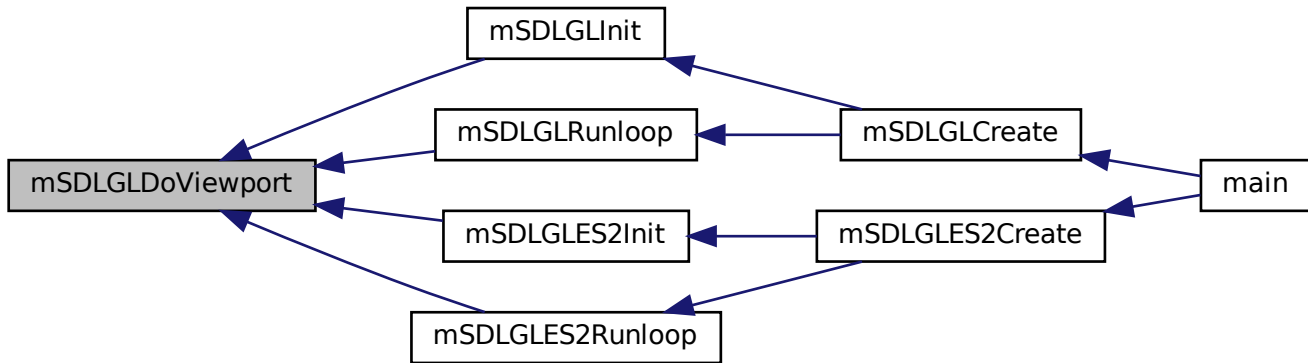 mSDLGLInit
mSDLGLRunloop
mSDLGLCreate
mSDLGLDoViewport
main
mSDLGLES2Init
mSDLGLES2Create
mSDLGLES2Runloop